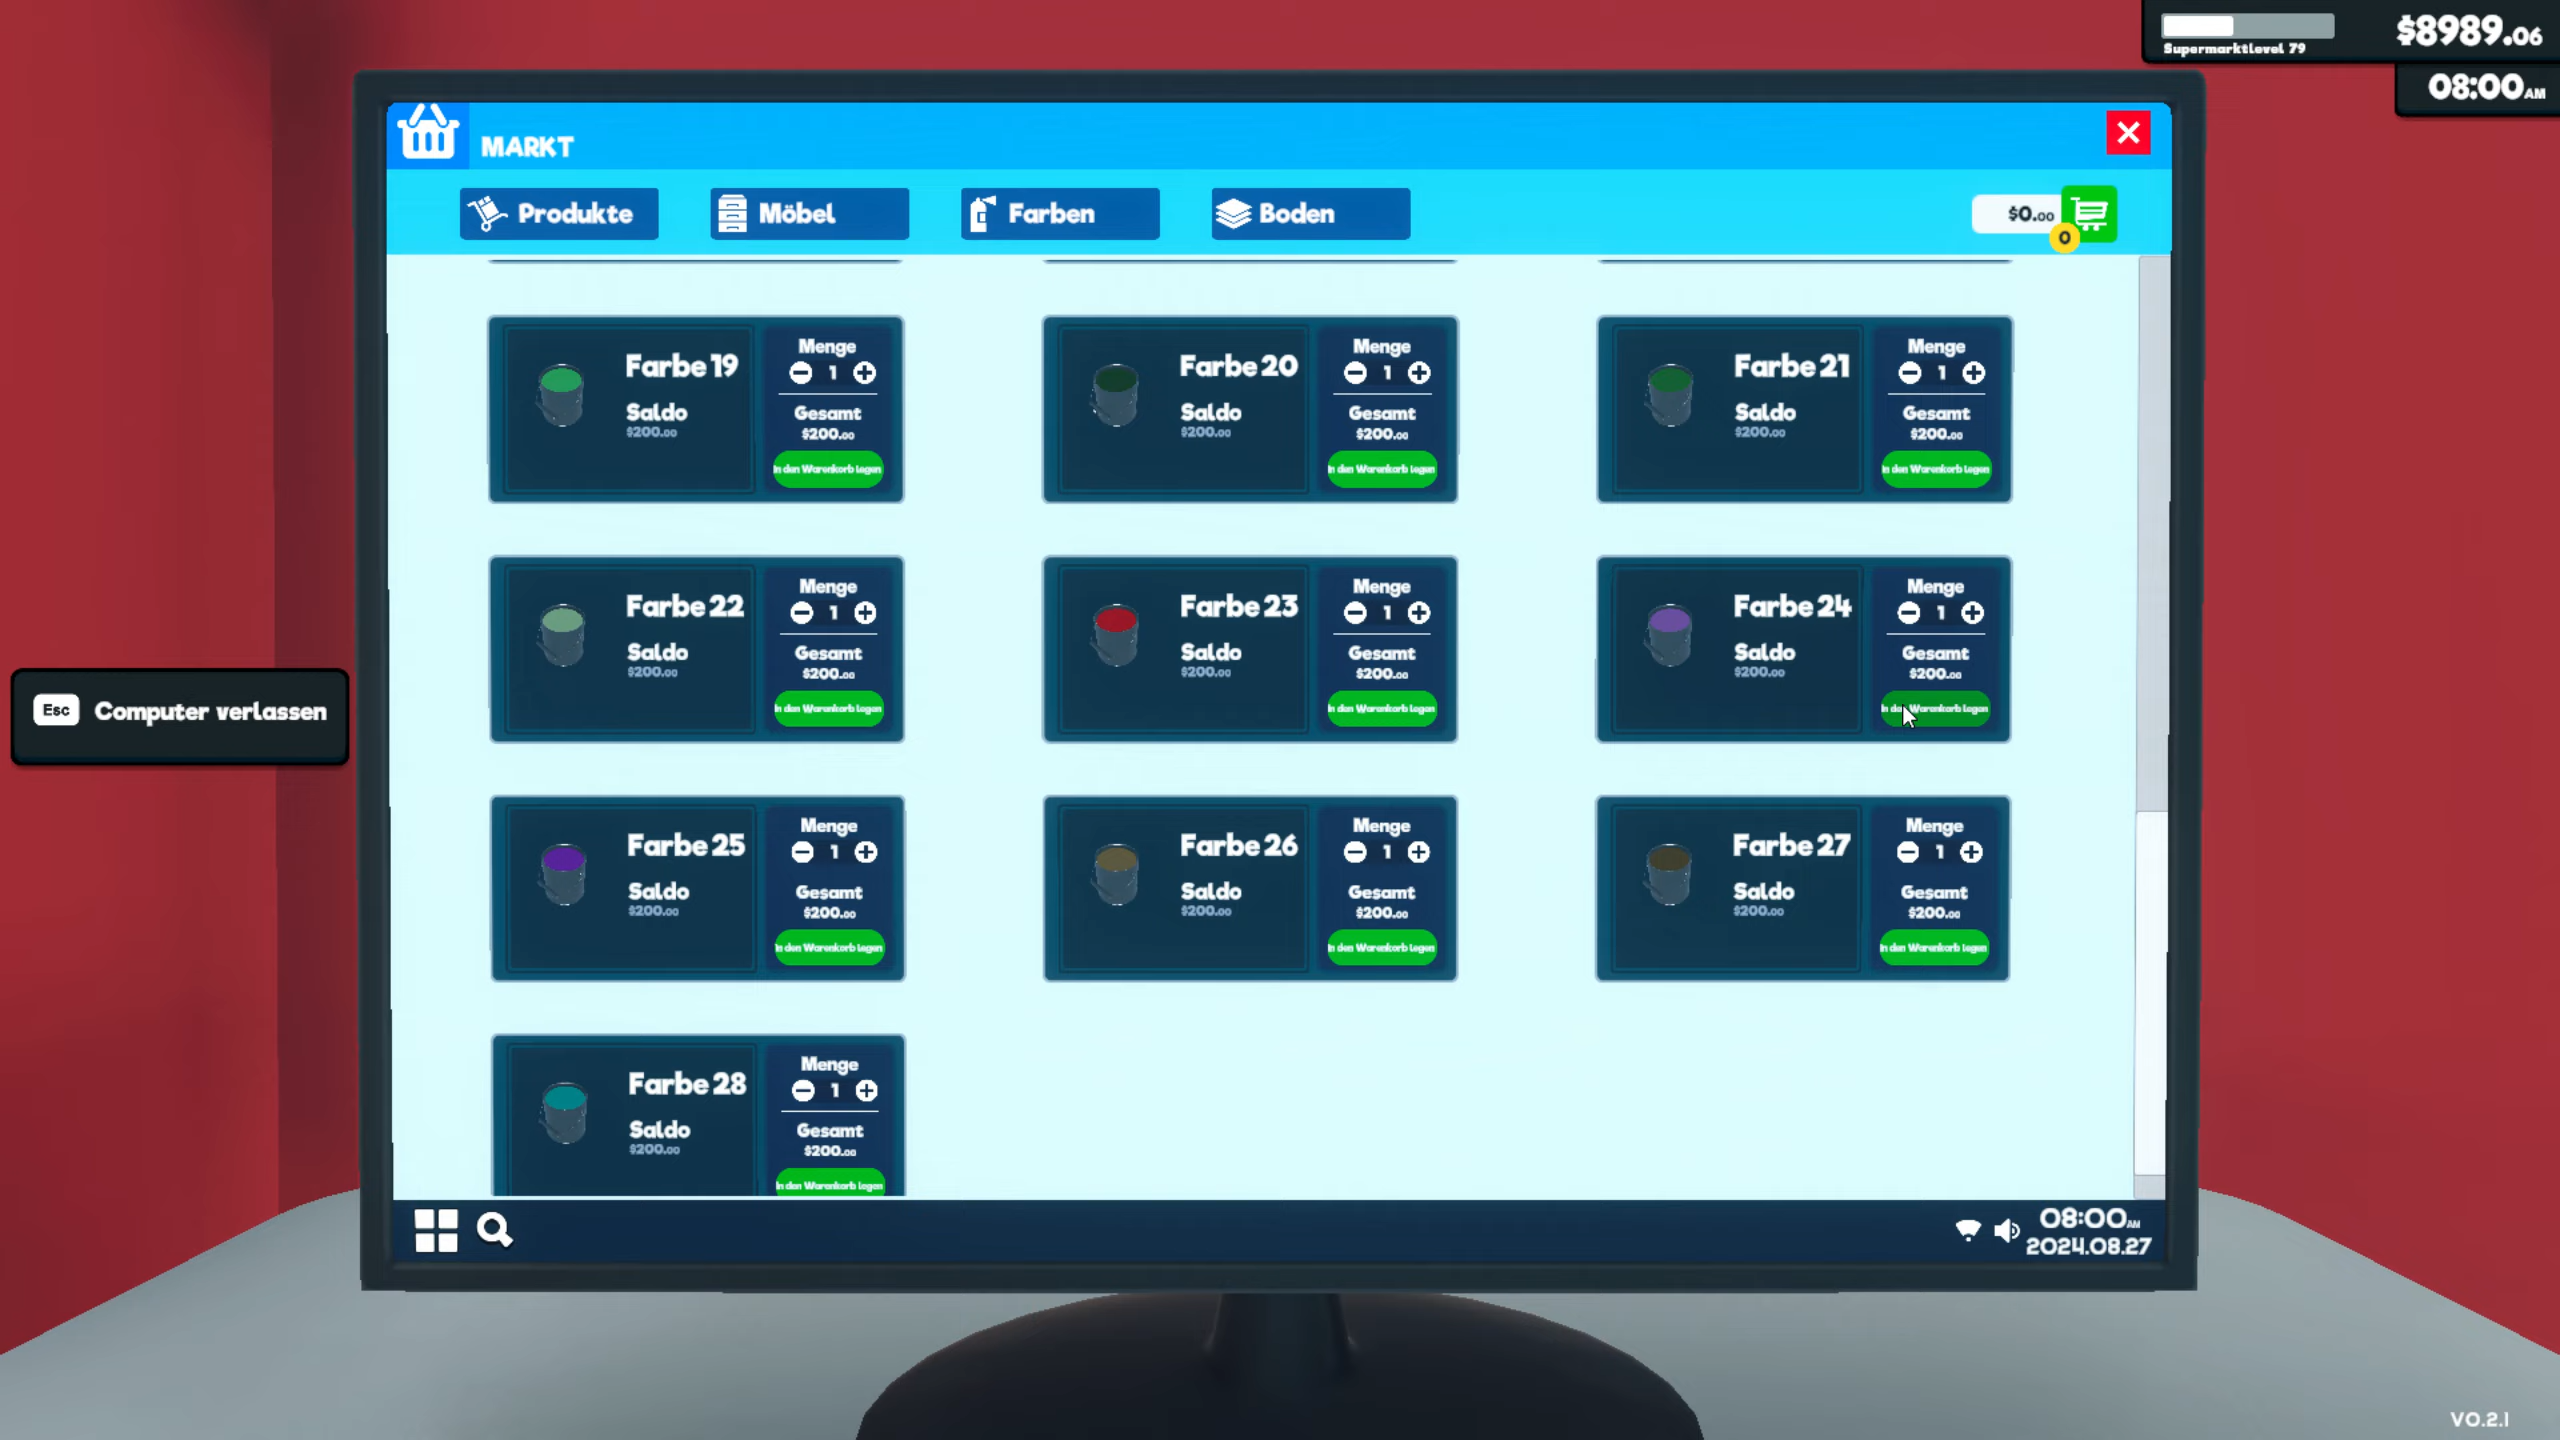 $8989.06
Supermarktlevel 79
08:00AM
MARKT
Produkte
Möbel
Farben
Boden
$0.00
0
Farbe 19
Saldo
$200.00
Menge
1
Gesamt
$200.00
In den Warenkorb legen
Farbe 20
Saldo
$200.00
Menge
1
Gesamt
$200.00
In den Warenkorb legen
Farbe 21
Saldo
$200.00
Menge
1
Gesamt
$200.00
In den Warenkorb legen
Farbe 22
Saldo
$200.00
Menge
1
Gesamt
$200.00
In den Warenkorb legen
Farbe 23
Saldo
$200.00
Menge
1
Gesamt
$200.00
In den Warenkorb legen
Farbe 24
Saldo
$200.00
Menge
1
Gesamt
$200.00
In den Warenkorb legen
Esc Computer verlassen
Farbe 25
Saldo
$200.00
Menge
1
Gesamt
$200.00
In den Warenkorb legen
Farbe 26
Saldo
$200.00
Menge
1
Gesamt
$200.00
In den Warenkorb legen
Farbe 27
Saldo
$200.00
Menge
1
Gesamt
$200.00
In den Warenkorb legen
Farbe 28
Saldo
$200.00
Menge
1
Gesamt
$200.00
In den Warenkorb legen
08:00AM
2024.08.27
V0.2.1